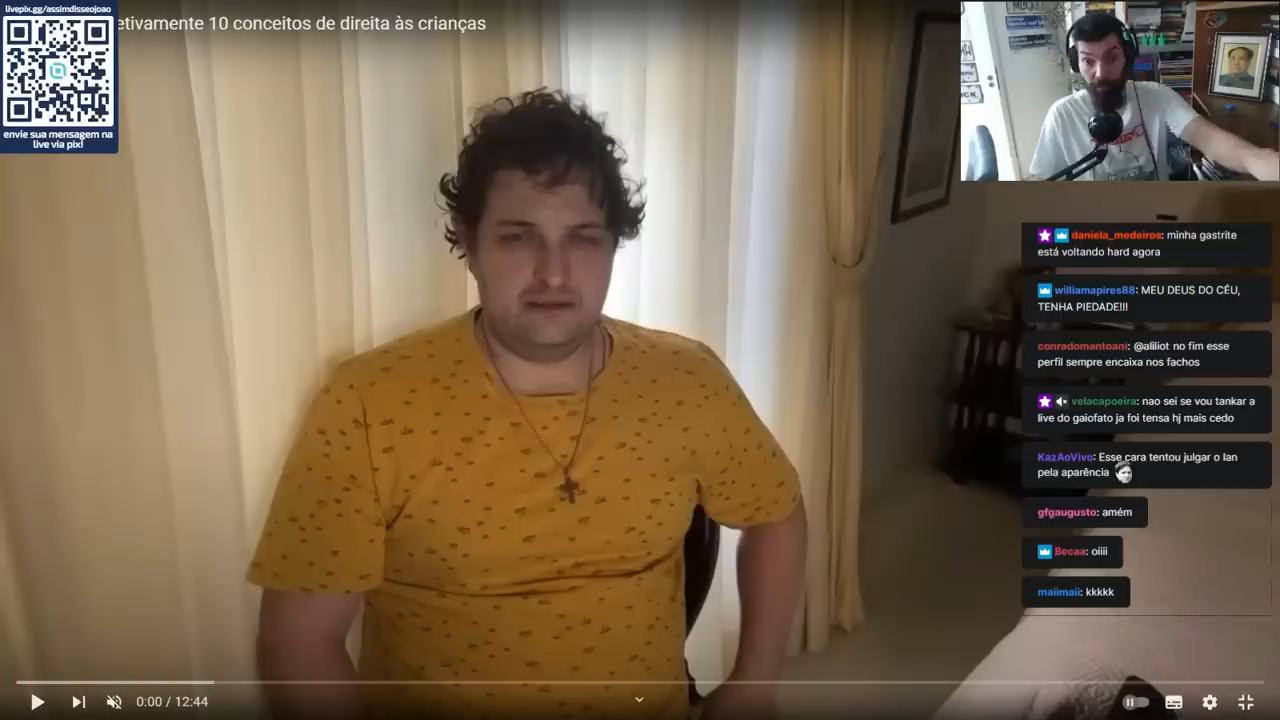 livepix.gg/assimdisseojoao
etivamente 10 conceitos de direita às crianças
envie sua mensagem na
live via pix!
daniela_medeiros: minha gastrite
está voltando hard agora
williamapires88: MEU DEUS DO CÉU,
TENHA PIEDADE!!!
conradomantoani: @aliliot no fim esse
perfil sempre encaixa nos fachos
velacapoeira: nao sei se vou tankar a
live do gaiofato ja foi tensa hj mais cedo
KazAoVivo: Esse cara tentou julgar o Ian
pela aparência
gfgaugusto: amém
Becaa: oiiii
maiimaii: kkkkk
0:00 / 12:44